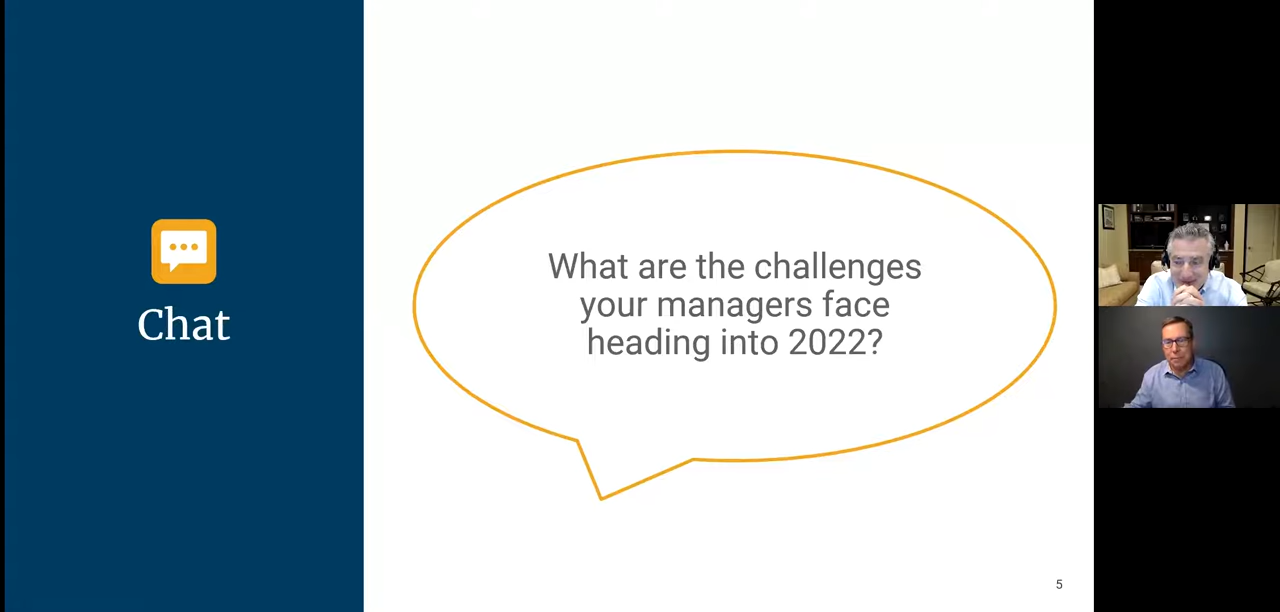 Chat
What are the challenges
your managers face
heading into 2022?
5